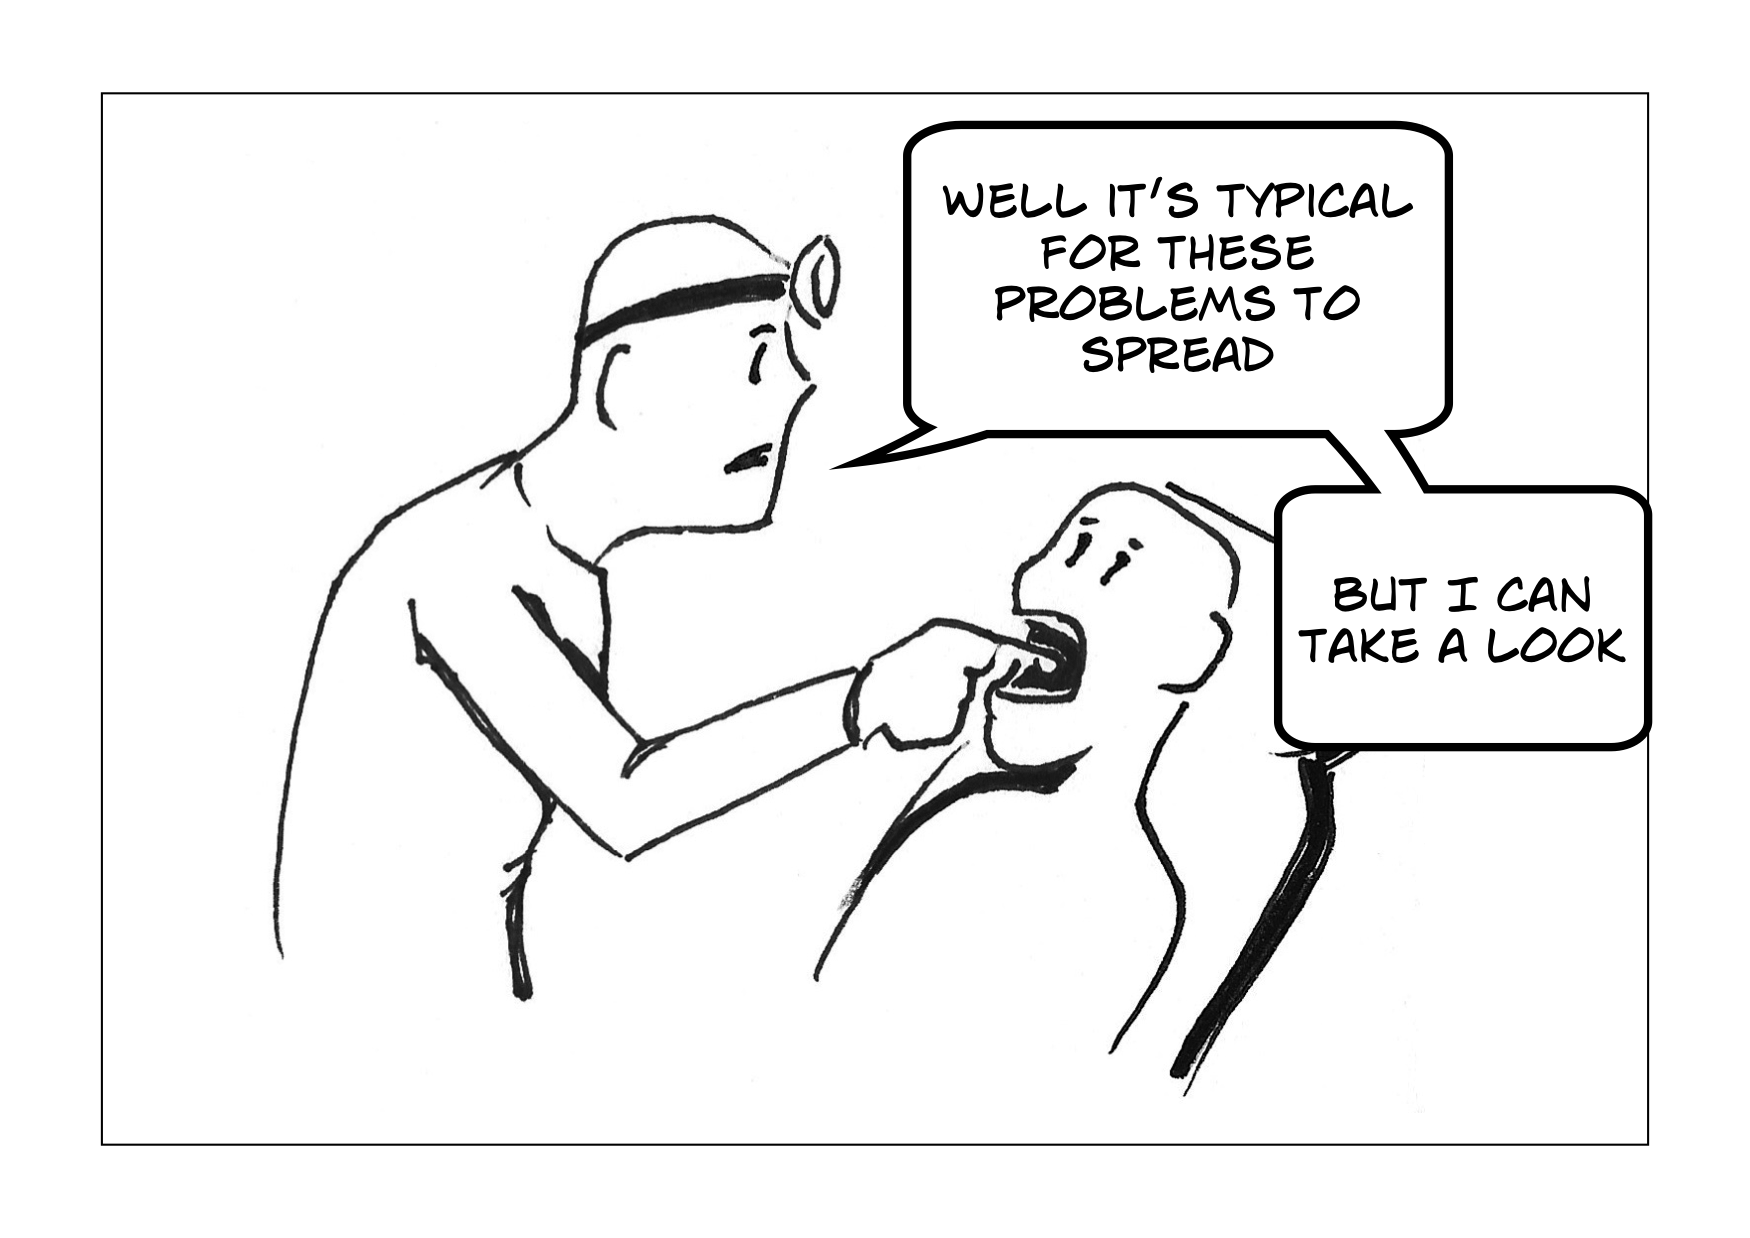 WELL IT'S TYPICAL
FOR THESE
PROBLEMS TO
SPREAD
BUT I CAN
TAKE A LOOK